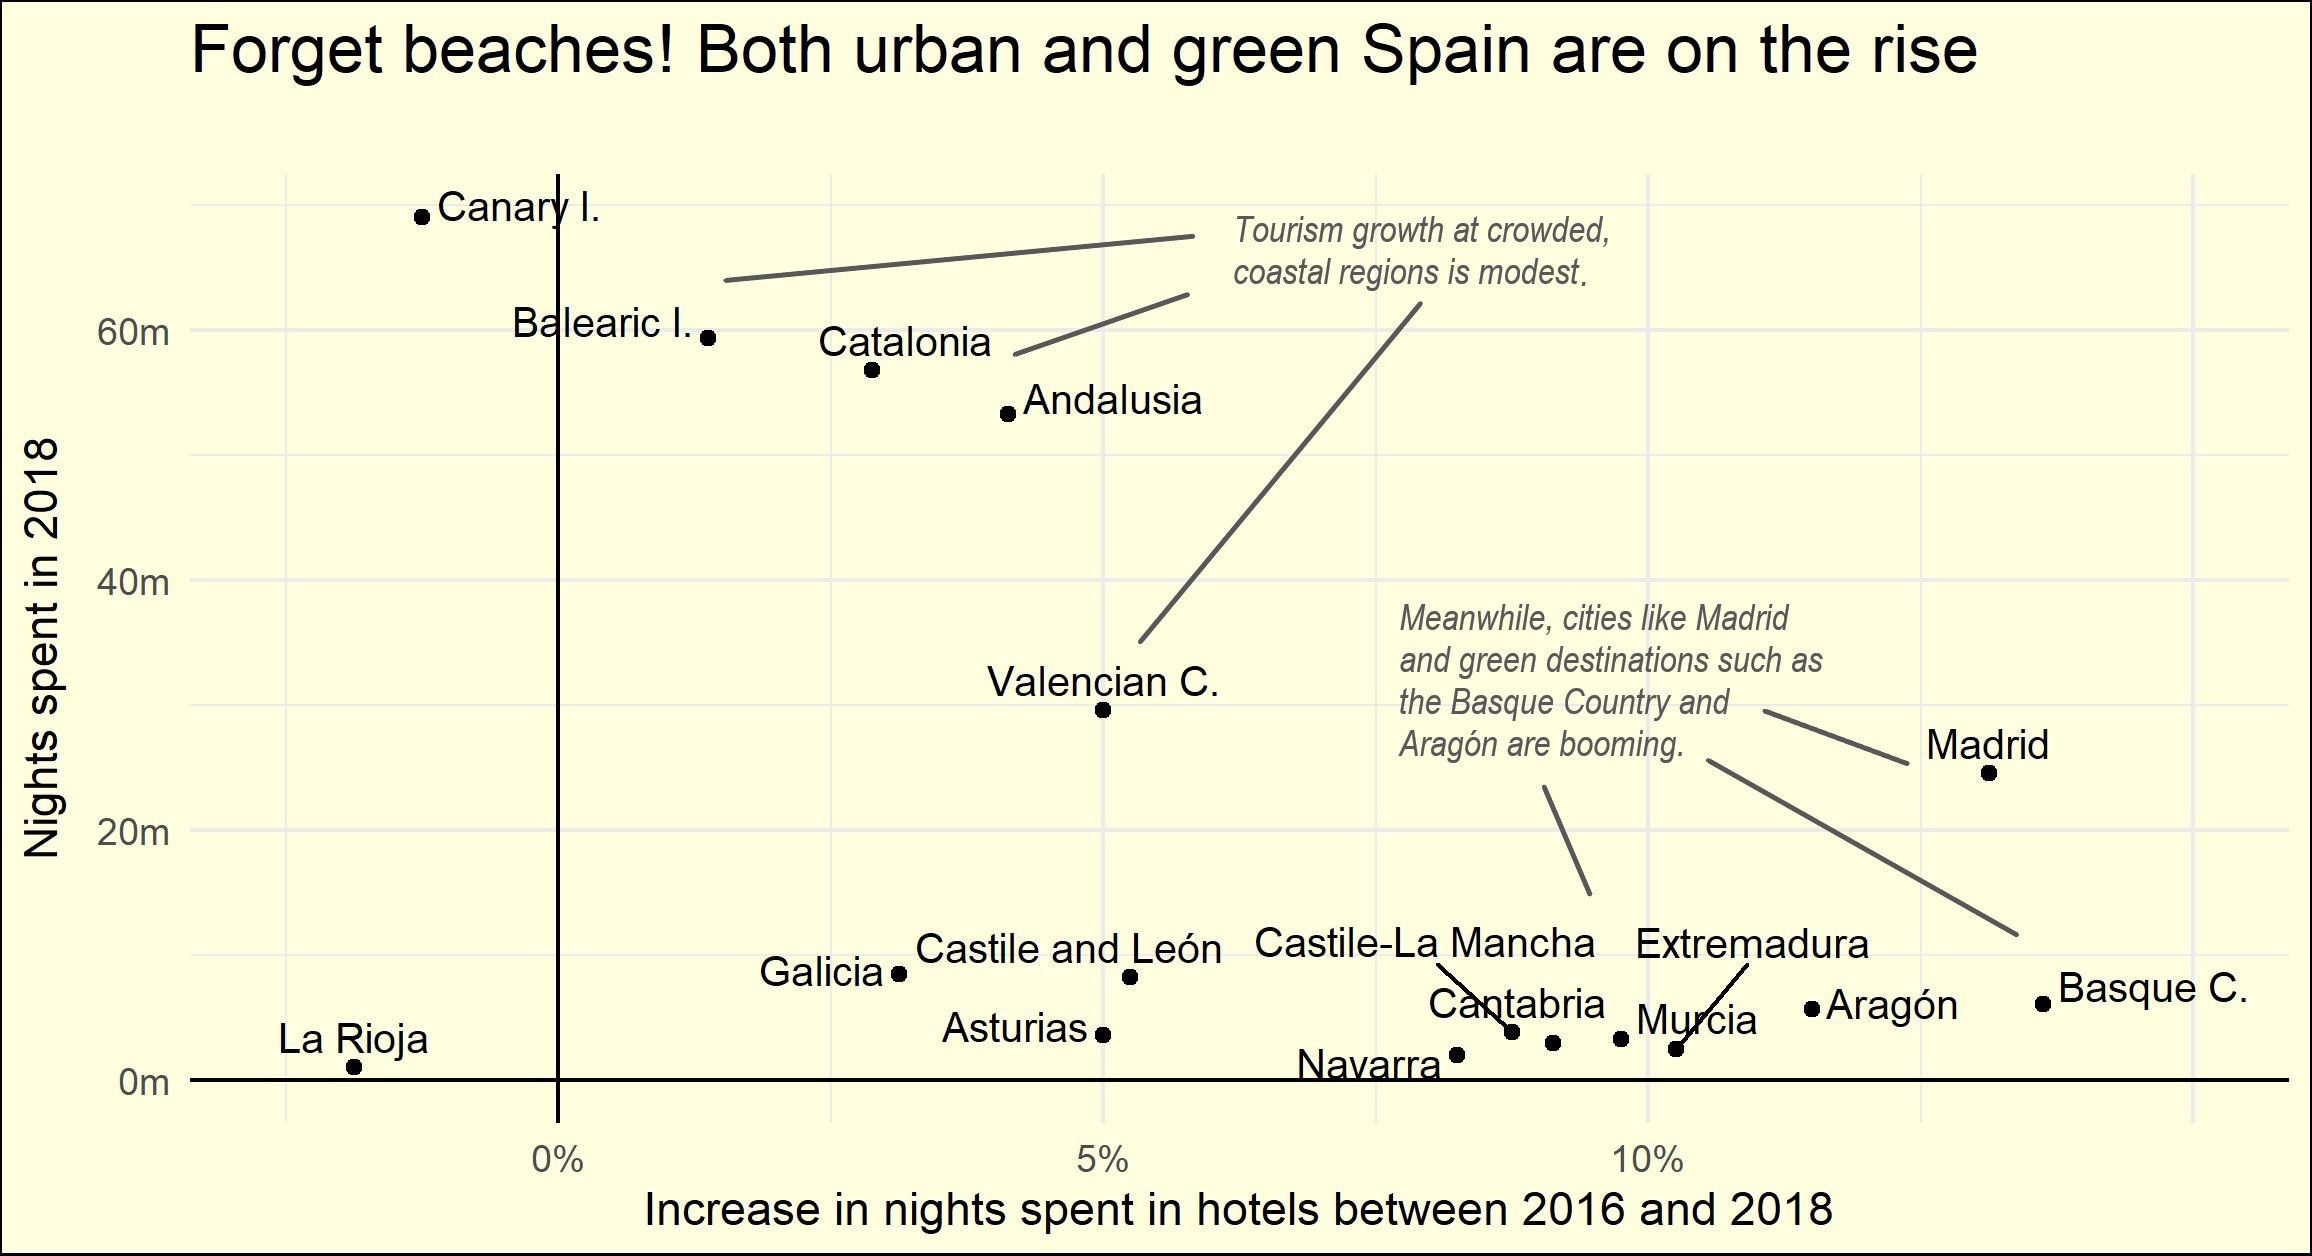 Forget beaches! Both urban and green Spain are on the rise
Nights spent in 2018
60m
40m
20m
0m
Canary I.
Balearic I.
Catalonia
Andalusia
Tourism growth at crowded,
coastal regions is modest.
Valencian C.
Meanwhile, cities like Madrid
and green destinations such as
the Basque Country and
Aragón are booming.
Madrid
Castile-La Mancha
Extremadura
Castile and León
Galicia
Cantabria
Basque C.
Aragón
Murcia
Asturias
La Rioja
Navarra
0%
5%
10%
Increase in nights spent in hotels between 2016 and 2018